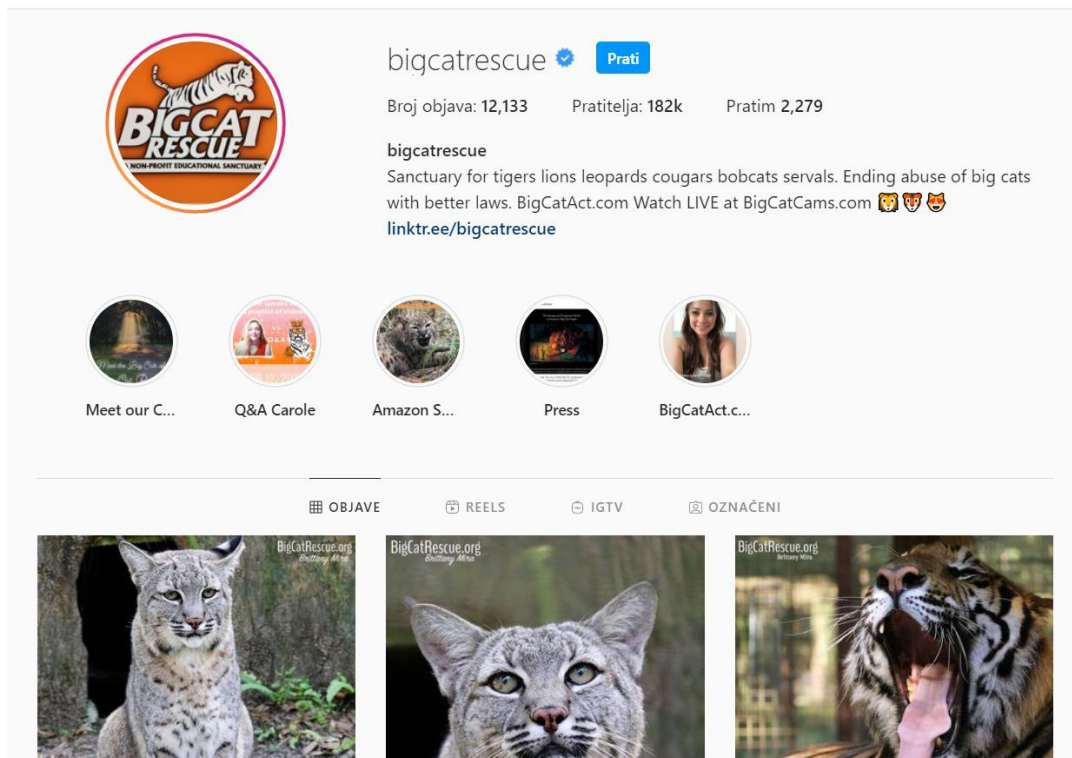 bigcatrescue Prati
Broj objava: 12,133 Pratitelja: 182k Pratim 2,279
bigcatrescue
Sanctuary for tigers lions leopards cougars bobcats servals. Ending abuse of big cats
with better laws. BigCatAct.com Watch LIVE at BigCatCams.com
linktr.ee/bigcatrescue
BIGCAT
RESCUE
A NON-PROFIT EDUCATIONAL SANCTUARY
Q&A
Meet our C... Q&A Carole Amazon S... Press BigCatAct.c...
OBJAVE REELS IGTV OZNAČENI
BigCatRescue.org
Brittany Mira
BigCatRescue.org
Brittany Mira
BigCatRescue.org
Brittany Mira